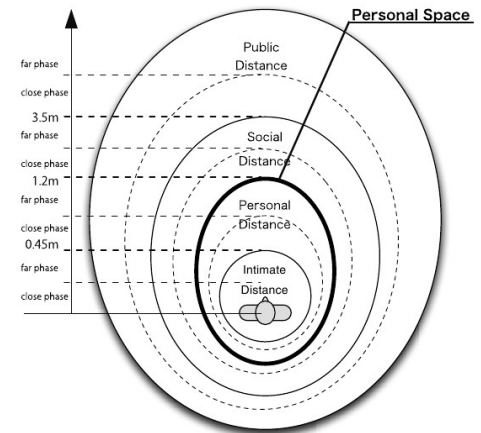 Personal Space
Public
Distance
far phase
close phase
3.5m
Social
far phase
close phase
Distance
1.2m
Personal
far phase
Distance
close phase
0.45m
Intimate
far phase
Distance
close phase